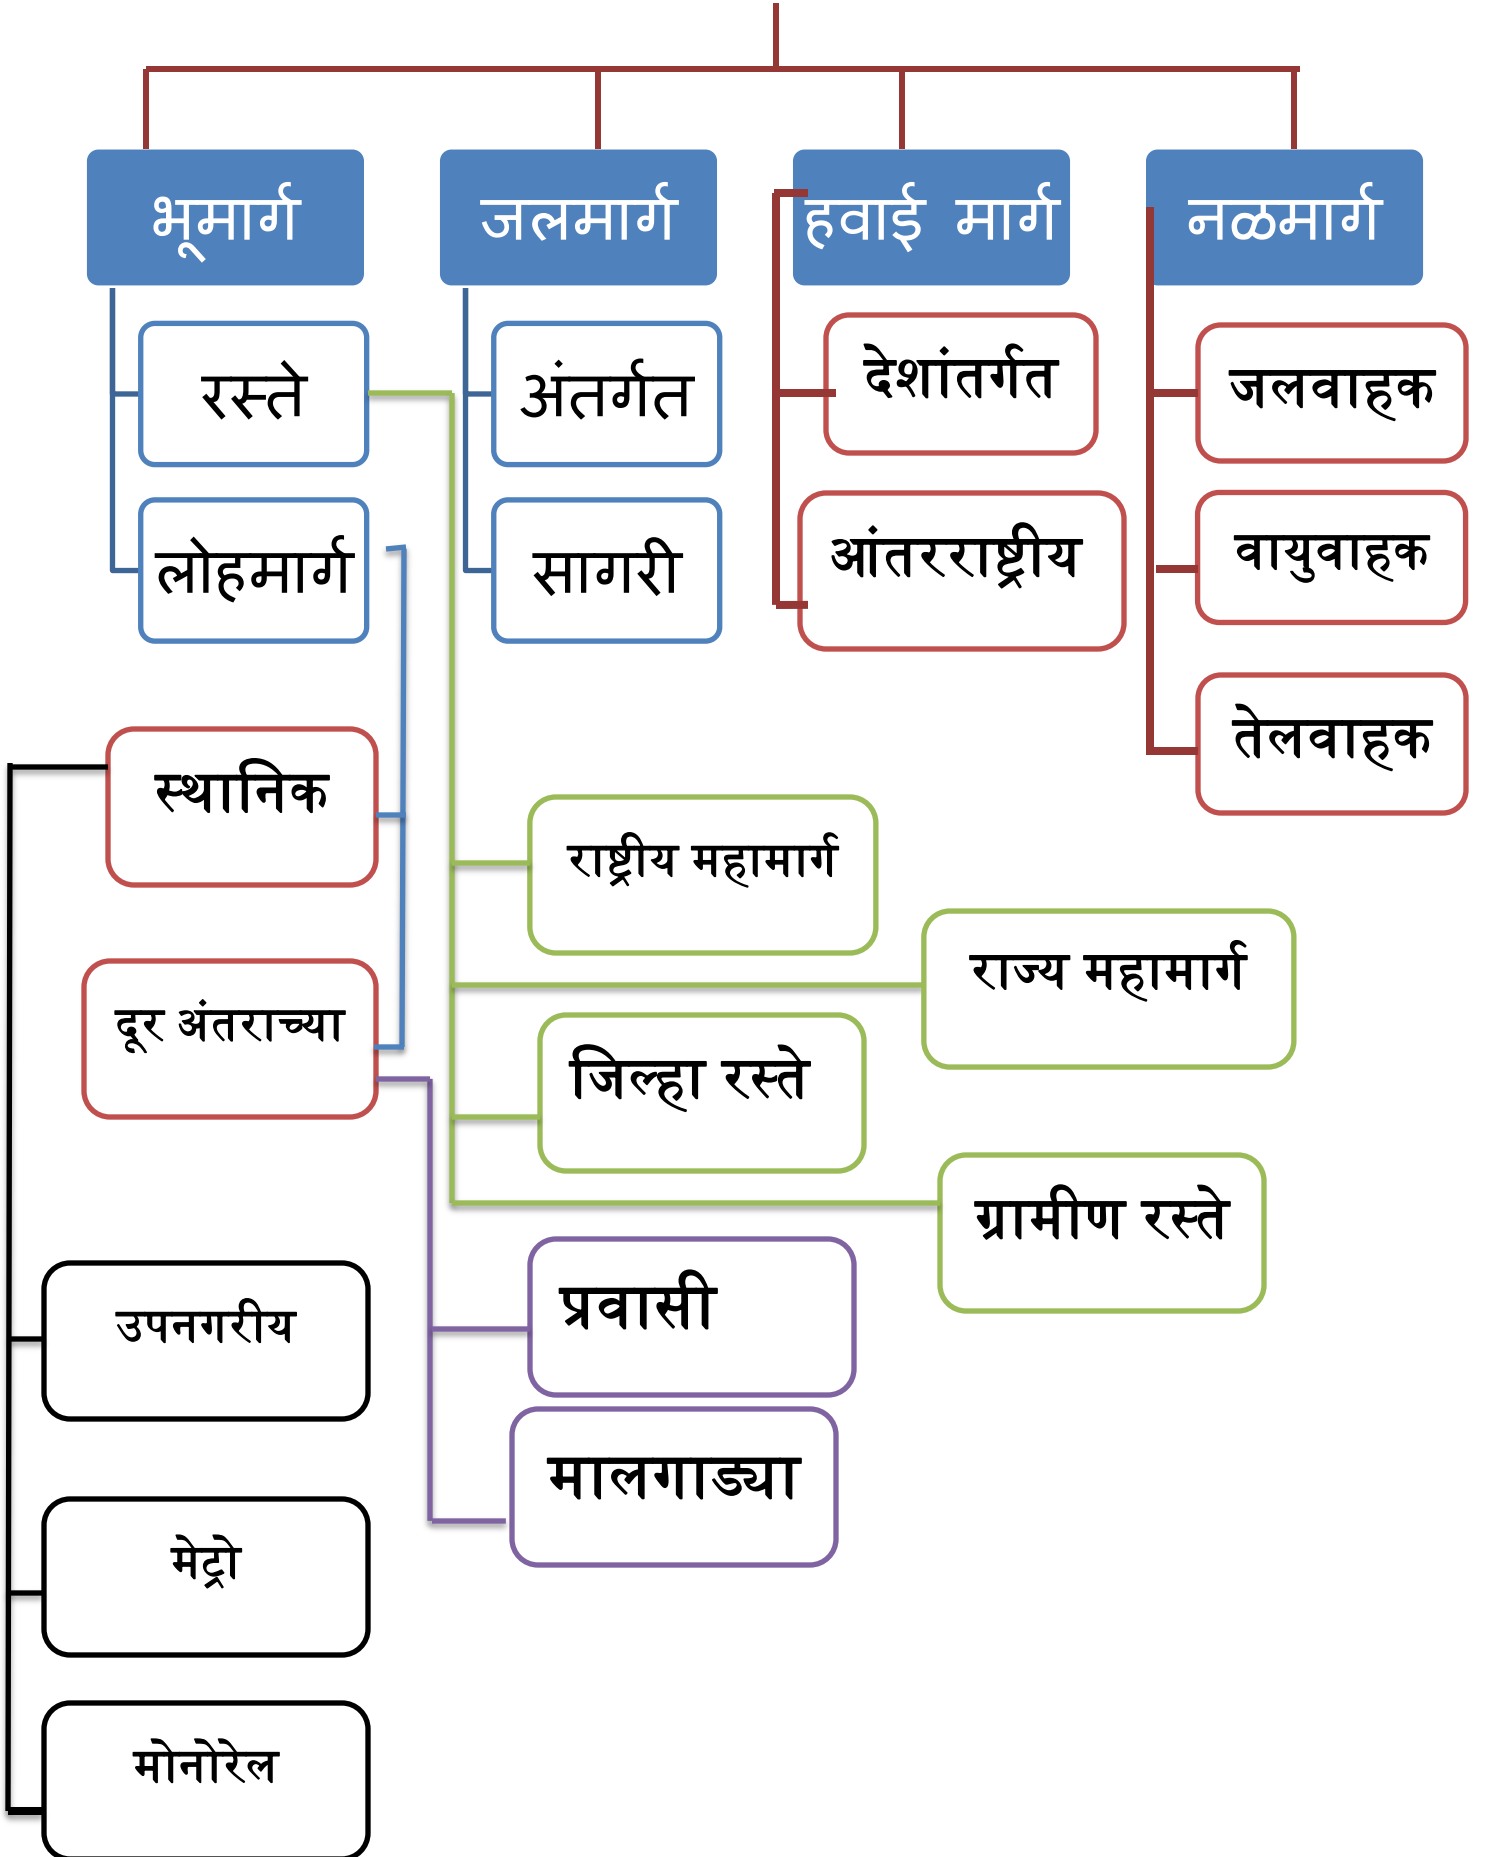 भूमार्ग
जलमार्ग
हवाई मार्ग
नळमार्ग
रस्ते
अंतर्गत
देशांतर्गत
जलवाहक
लोहमार्ग
सागरी
आंतरराष्ट्रीय
वायुवाहक
तेलवाहक
स्थानिक
राष्ट्रीय महामार्ग
राज्य महामार्ग
दूर अंतराच्या
जिल्हा रस्ते
ग्रामीण रस्ते
प्रवासी
उपनगरीय
मालगाड्या
मेट्रो
मोनोरेल